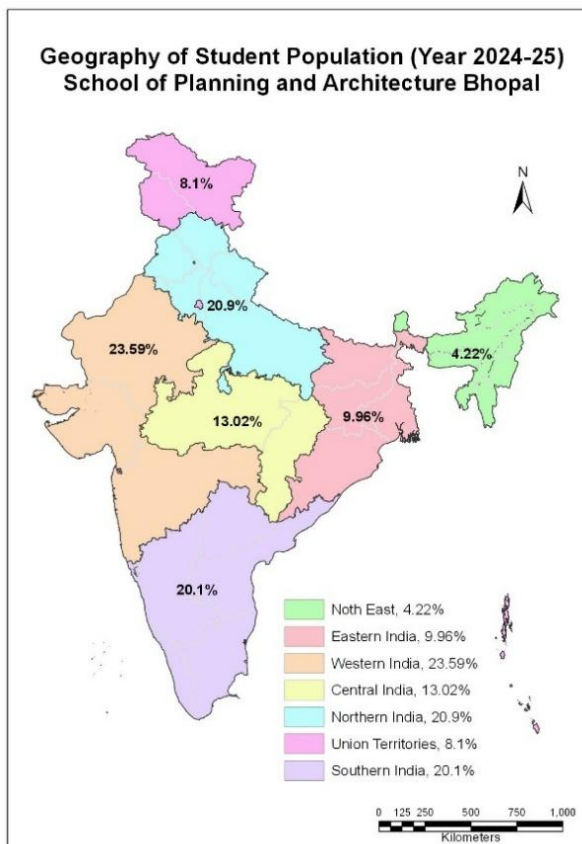 Geography of Student Population (Year 2024-25)
School of Planning and Architecture Bhopal
8.1%
N
20.9%
23.59%
4.22%
13.02%
9.96%
20.1%
Noth East, 4.22%
Eastern India, 9.96%
Western India, 23.59%
Central India, 13.02%
Northern India, 20.9%
Union Territories, 8.1%
Southern India, 20.1%
0 125 250 500 750 1,000
Kilometers